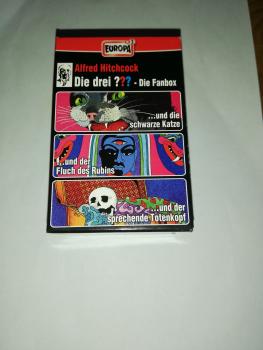 EUROPA
Alfred Hitchcock
Die drei ??? - Die Fanbox
...und die
schwarze Katze
...und der
Fluch des Rubins
...und der
sprechende Totenkopf